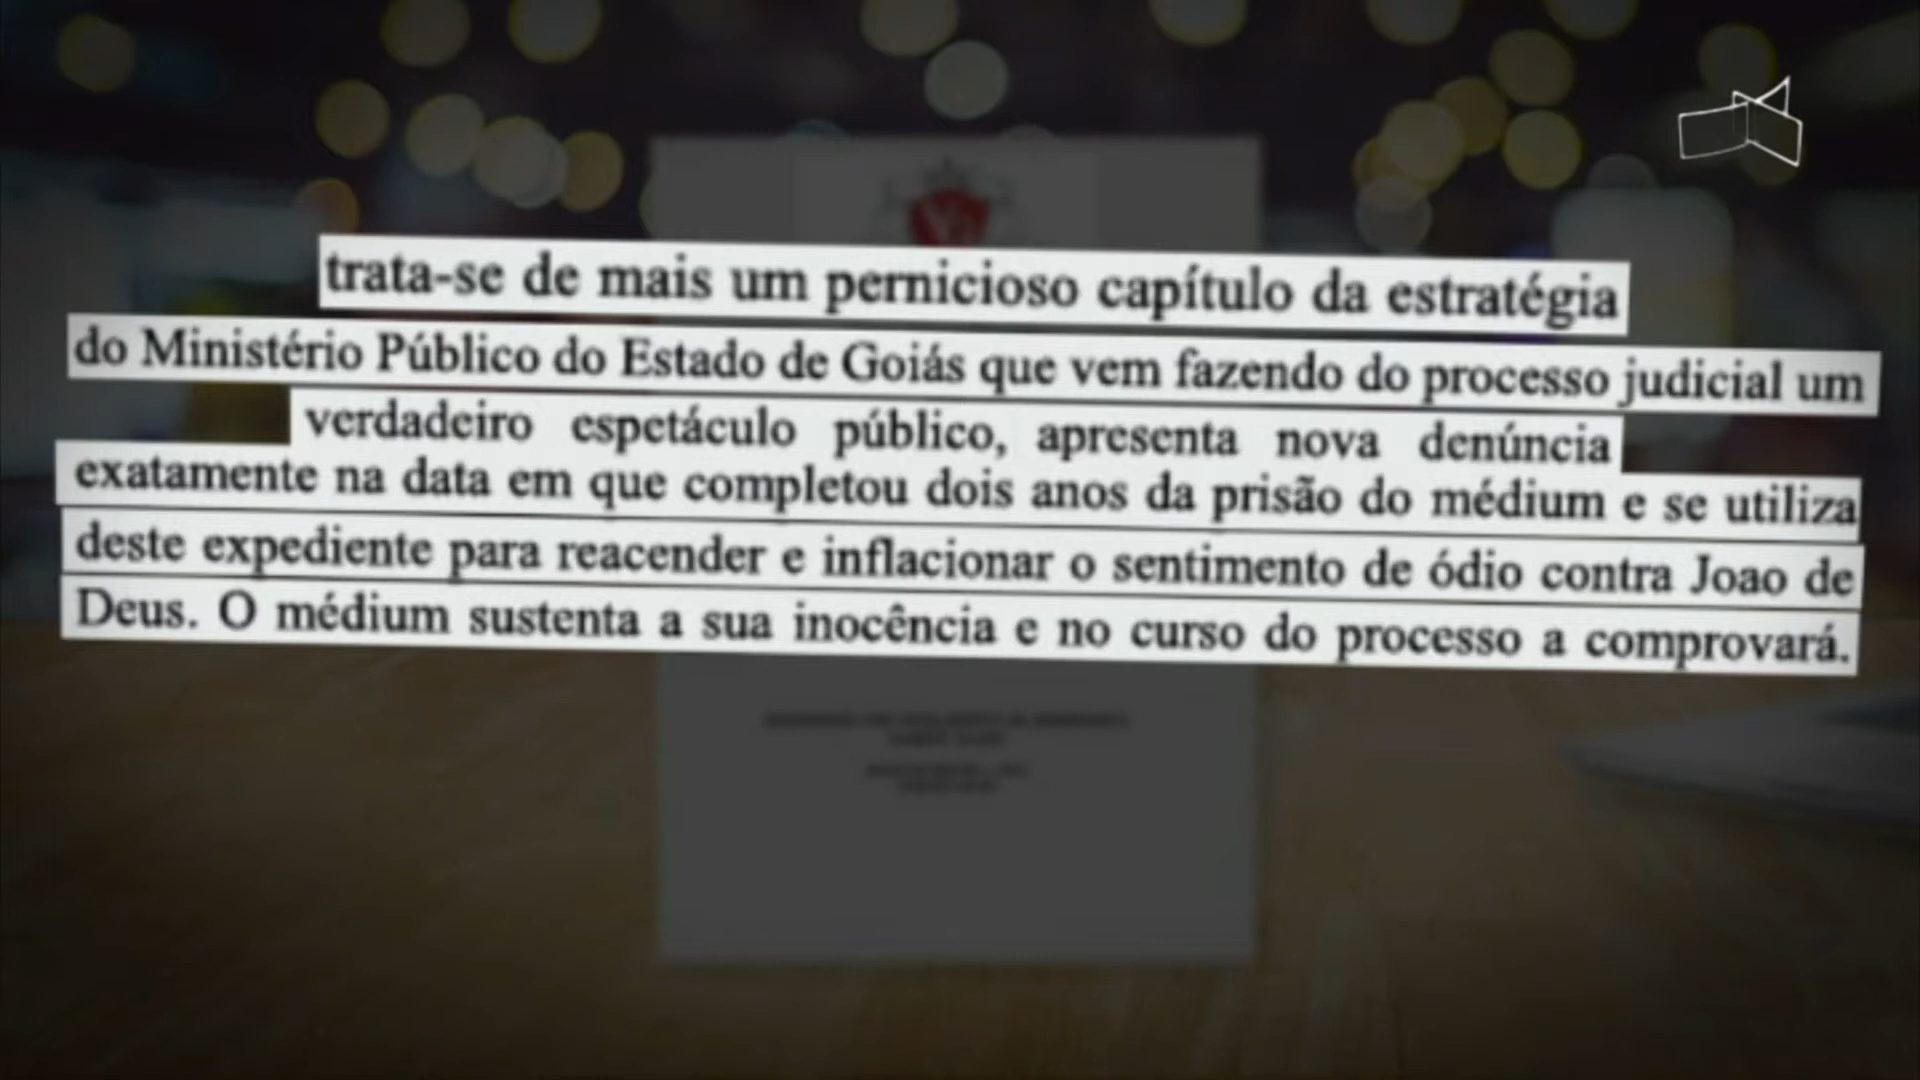 trata-se de mais um pernicioso capítulo da estratégia
do Ministério Público do Estado de Goiás que vem fazendo do processo judicial um
verdadeiro espetáculo público, apresenta nova denúncia
exatamente na data em que completou dois anos da prisão do médium e se utiliza
deste expediente para reacender e inflacionar o sentimento de ódio contra Joao de
Deus. O médium sustenta a sua inocência e no curso do processo a comprovará.